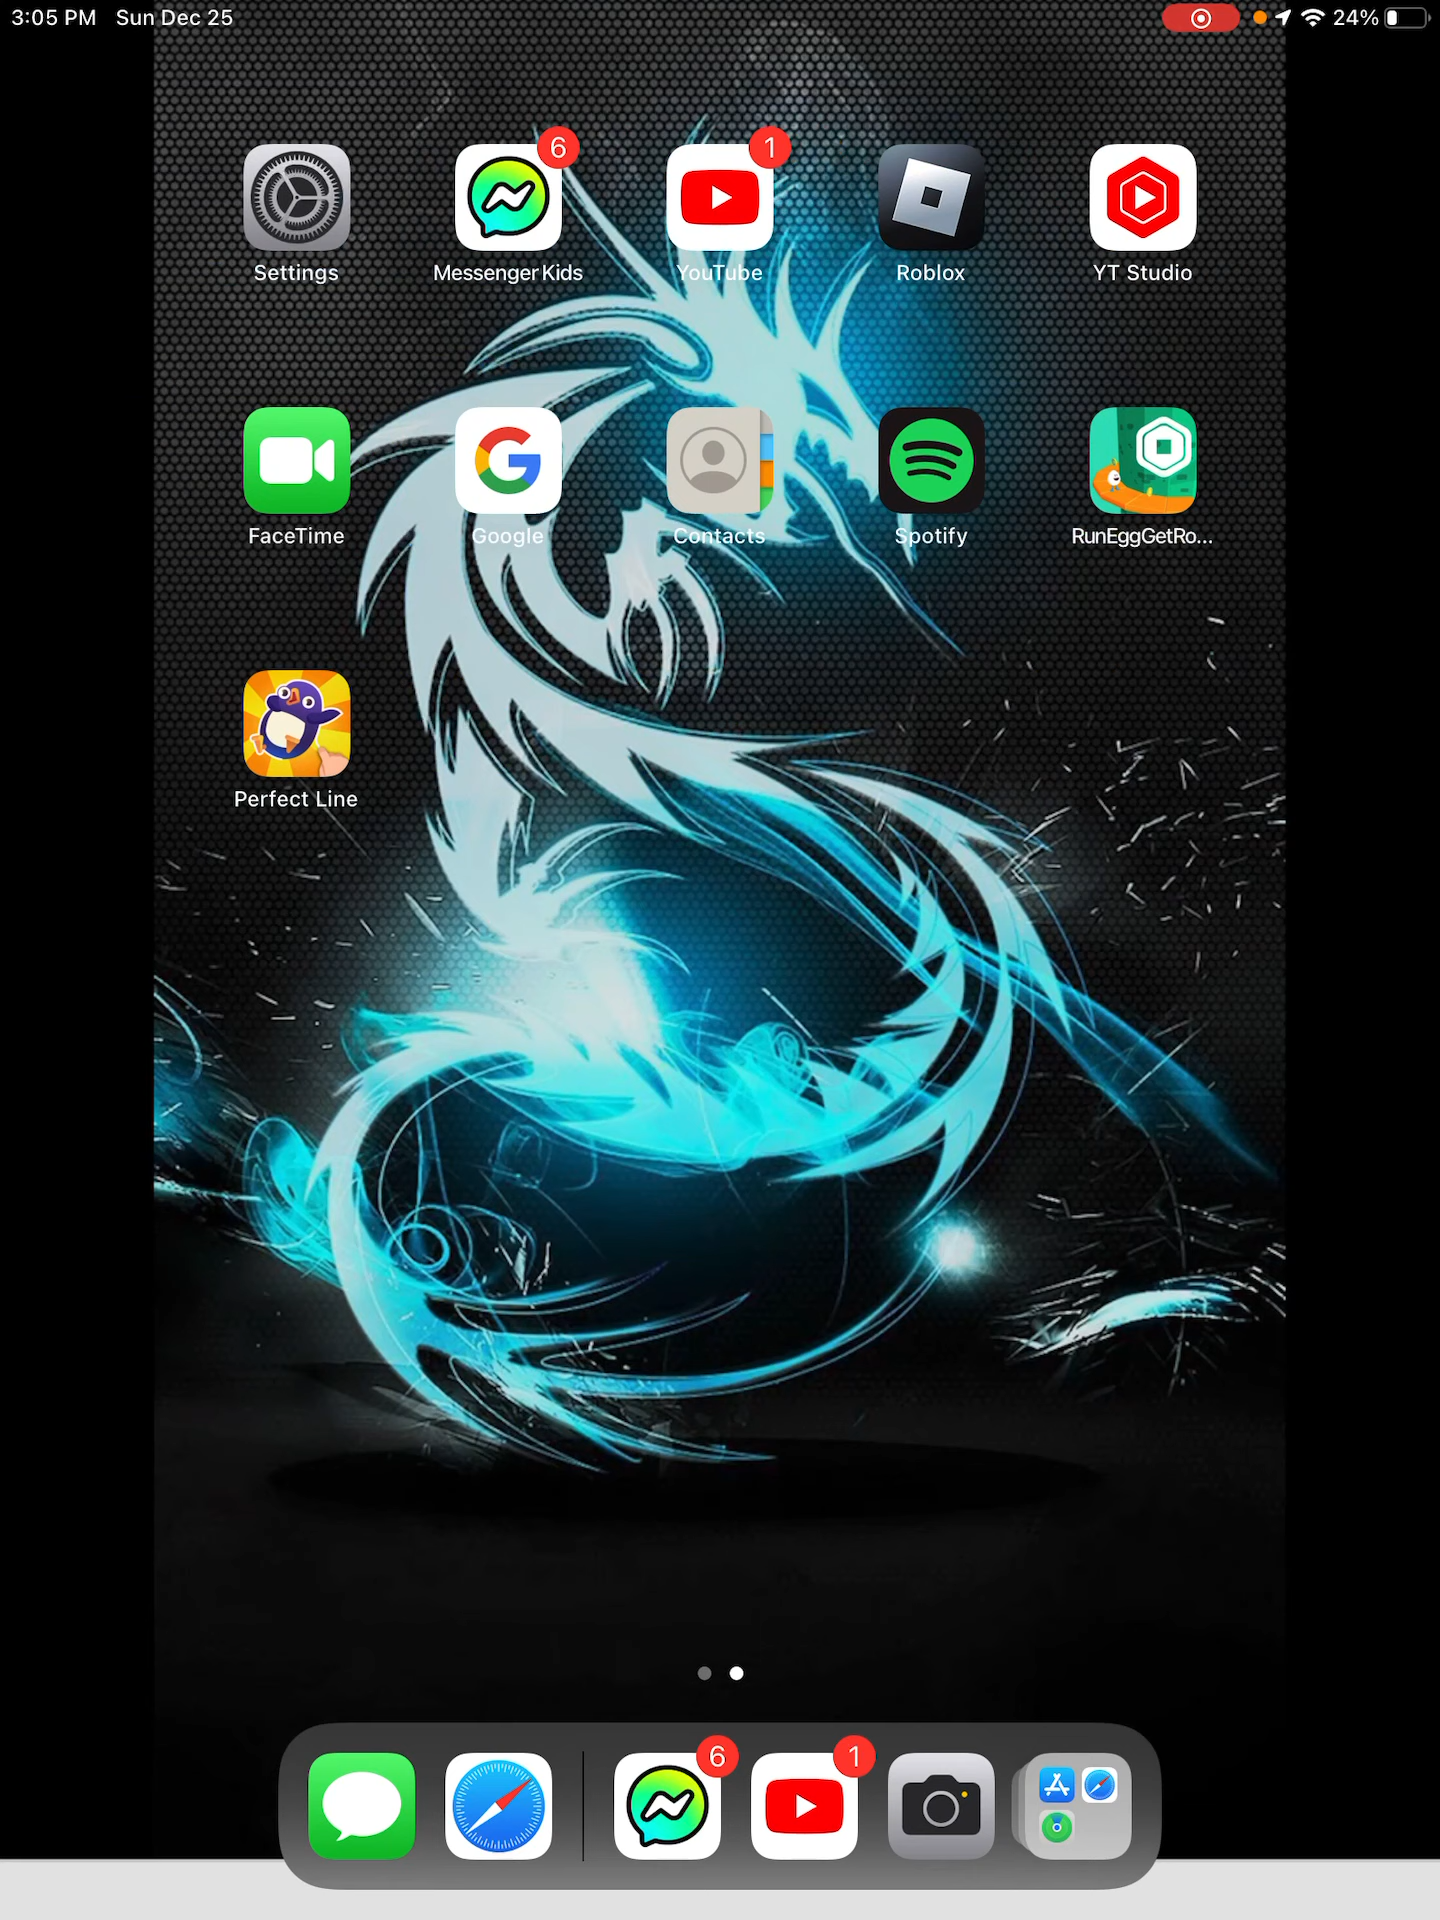 3:05 PM Sun Dec 25 24%
6 1
Settings Messenger Kids YouTube Roblox YT Studio
FaceTime Google Contacts Spotify RunEggGetRo...
Perfect Line
6 1